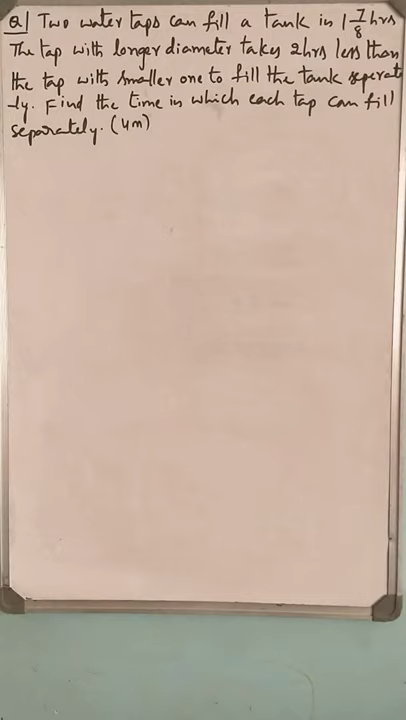 Q| Two water taps can fill a tank in 1 7/8 hrs
The tap with longer diameter takes 2hrs less than
the tap with smaller one to fill the tank seperat
-ly. Find the time in which each tap can fill
separately. (4m)